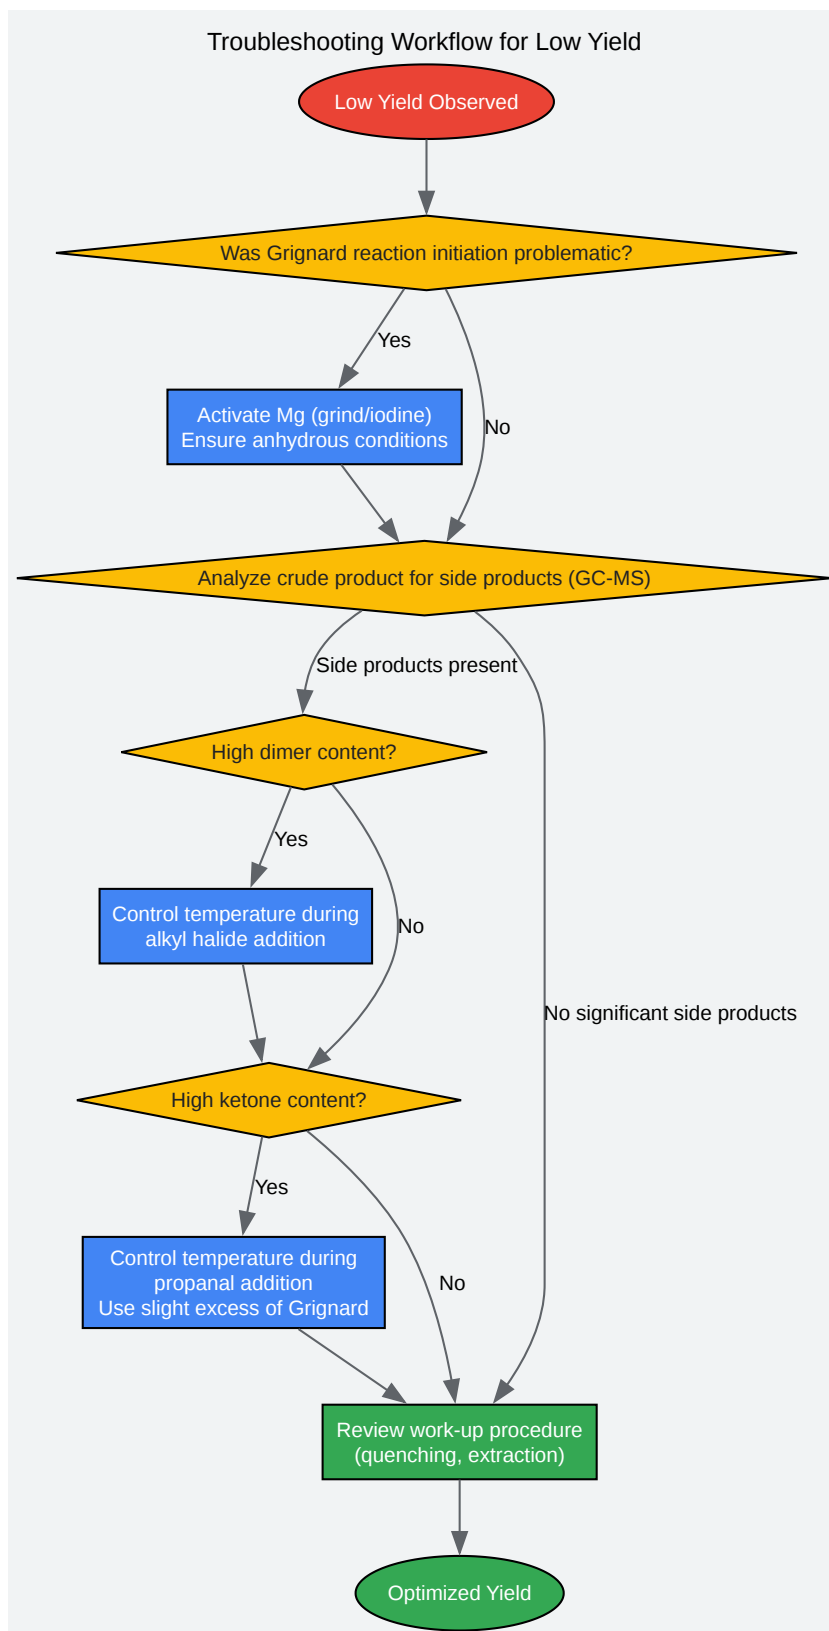 Troubleshooting Workflow for Low Yield
Low Yield Observed
Was Grignard reaction initiation problematic?
Yes
Activate Mg (grind/iodine)
Ensure anhydrous conditions
No
Analyze crude product for side products (GC-MS)
Side products present
High dimer content?
Yes
Control temperature during
alkyl halide addition
No
No significant side products
High ketone content?
Yes
Control temperature during
propanal addition
Use slight excess of Grignard
No
Review work-up procedure
(quenching, extraction)
Optimized Yield